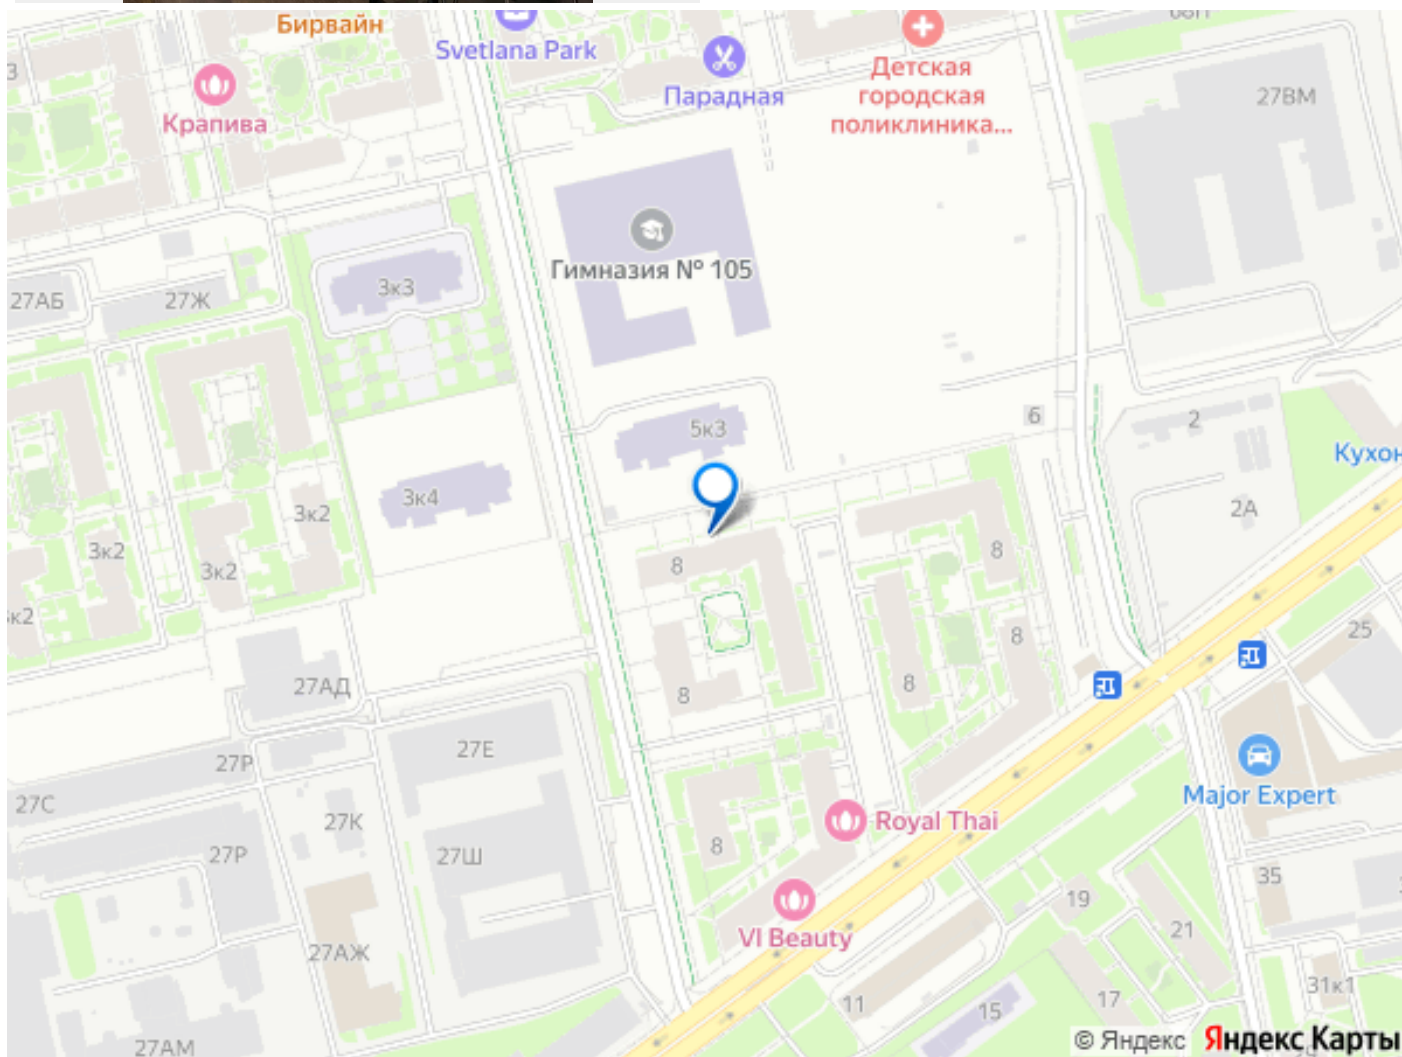 Бирвайн
Svetlana Park
Парадная
Детская
городская
поликлиника...
27ВМ
3
Крапива
Гимназия № 105
27АБ
27Ж
3к3
5к3
6
2
Кухон
3к4
3к2
3к2
3к2
к2
2А
8
8
8
8
8
25
27АД
27Е
27Р
27С
27К
27Р
27Ш
8
Royal Thai
Major Expert
35
19
21
VI Beauty
27АЖ
11
15
17
31к1
27АМ
© Яндекс Яндекс Карты